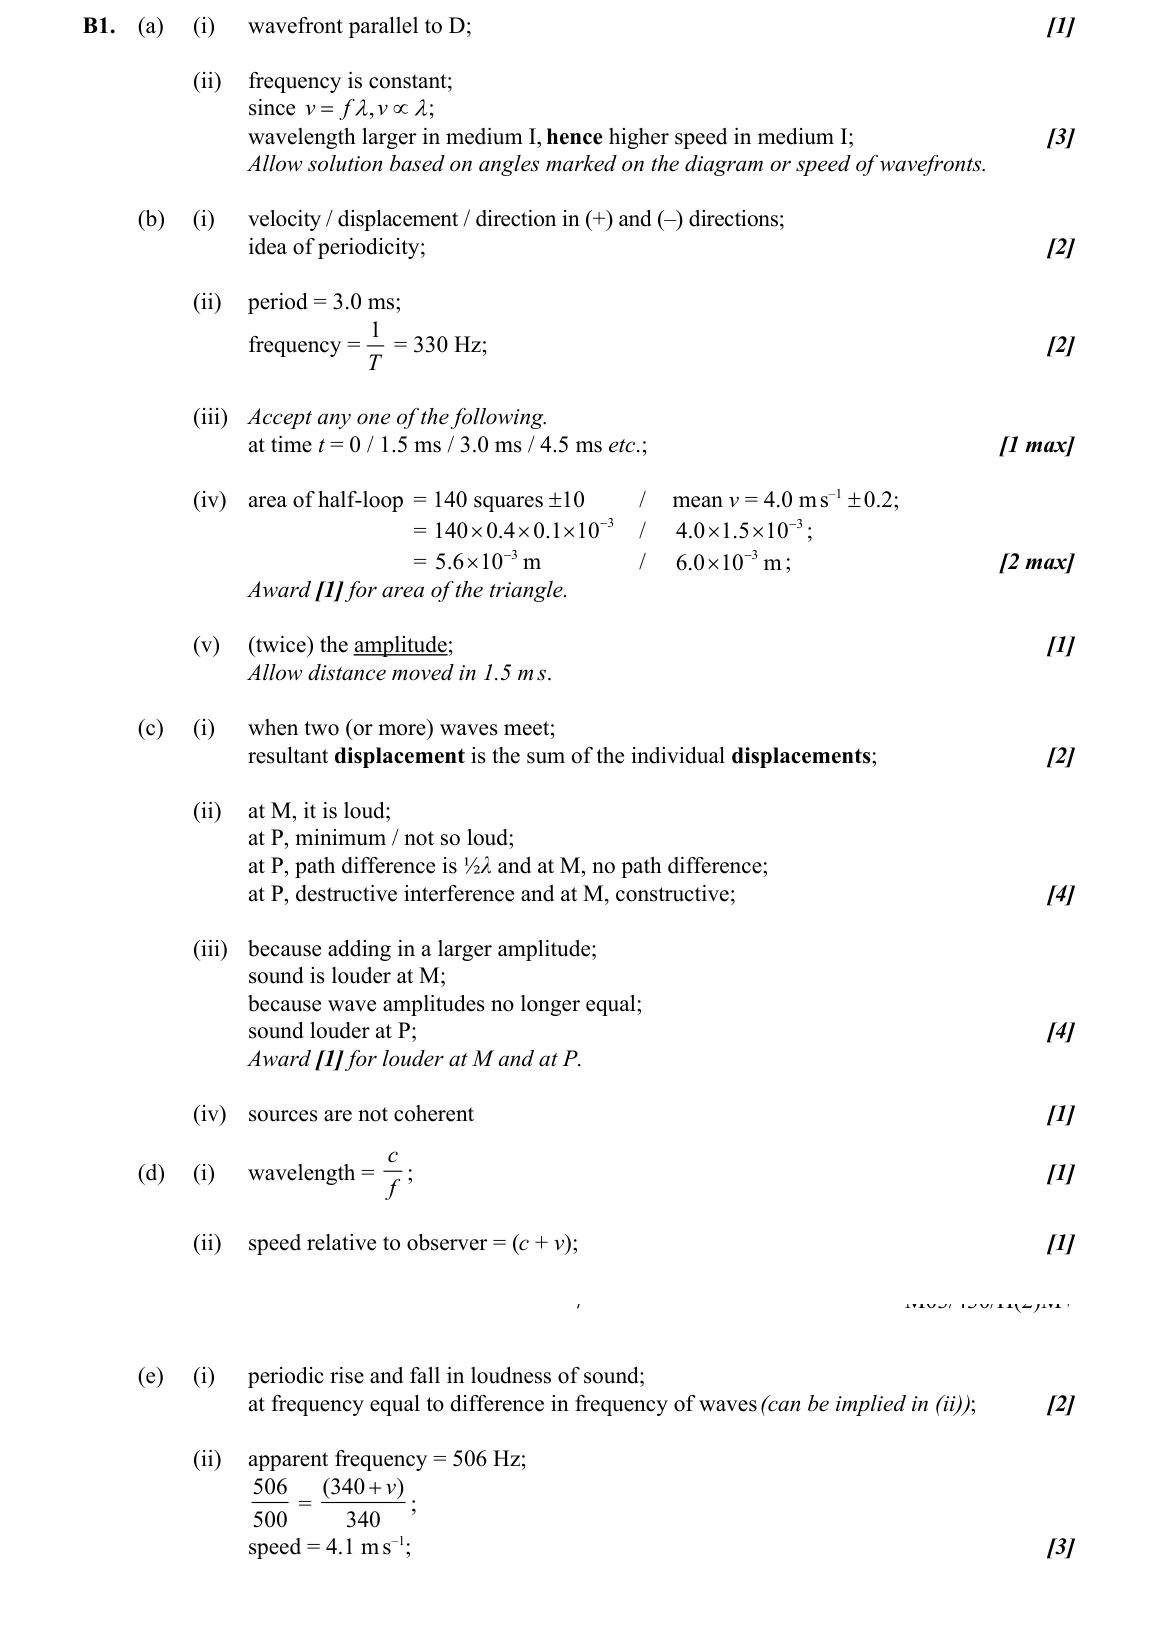 B1. (a) (i) wavefront parallel to D; [1]
(ii) frequency is constant;
since v = f λ, v ∝ λ;
wavelength larger in medium I, hence higher speed in medium I; [3]
Allow solution based on angles marked on the diagram or speed of wavefronts.
(b) (i) velocity / displacement / direction in (+) and (–) directions;
idea of periodicity; [2]
(ii) period = 3.0 ms;
frequency = 1/T = 330 Hz; [2]
(iii) Accept any one of the following.
at time t = 0 / 1.5 ms / 3.0 ms / 4.5 ms etc.; [1 max]
(iv) area of half-loop = 140 squares ±10 / mean v = 4.0 m s⁻¹ ±0.2;
= 140×0.4×0.1×10⁻³ / 4.0×1.5×10⁻³;
= 5.6×10⁻³ m / 6.0×10⁻³ m; [2 max]
Award [1] for area of the triangle.
(v) (twice) the amplitude; [1]
Allow distance moved in 1.5 ms.
(c) (i) when two (or more) waves meet;
resultant displacement is the sum of the individual displacements; [2]
(ii) at M, it is loud;
at P, minimum / not so loud;
at P, path difference is ½λ and at M, no path difference;
at P, destructive interference and at M, constructive; [4]
(iii) because adding in a larger amplitude;
sound is louder at M;
because wave amplitudes no longer equal;
sound louder at P; [4]
Award [1] for louder at M and at P.
(iv) sources are not coherent [1]
(d) (i) wavelength = c/f; [1]
(ii) speed relative to observer = (c + v); [1]
(e) (i) periodic rise and fall in loudness of sound;
at frequency equal to difference in frequency of waves (can be implied in (ii)); [2]
(ii) apparent frequency = 506 Hz;
506/500 = (340 + v)/340;
speed = 4.1 m s⁻¹; [3]